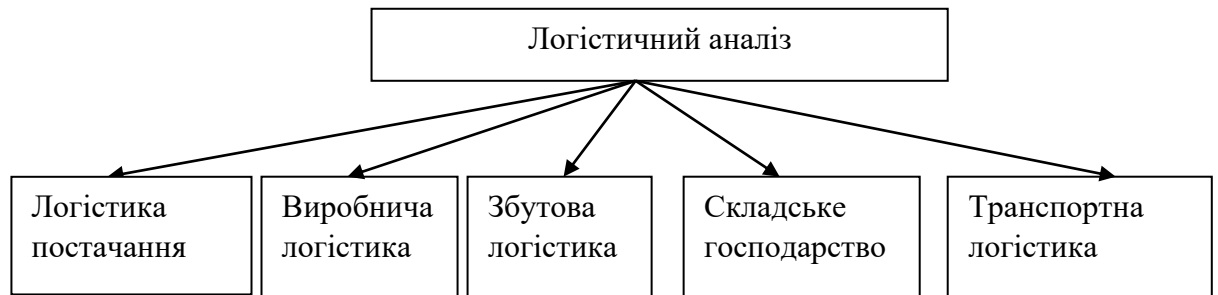 Логістичний аналіз
Логістика
постачання
Виробнича
логістика
Збутова
логістика
Складське
господарство
Транспортна
логістика